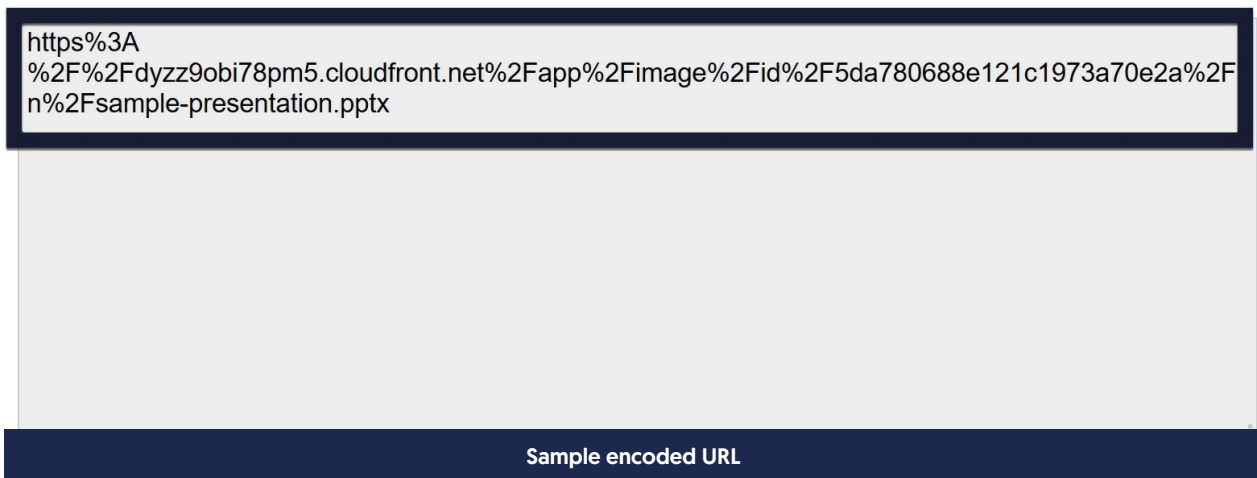 https%3A
%2F%2Fdyzz9obi78pm5.cloudfront.net%2Fapp%2Fimage%2Fid%2F5da780688e121c1973a70e2a%2F
n%2Fsample-presentation.pptx
Sample encoded URL